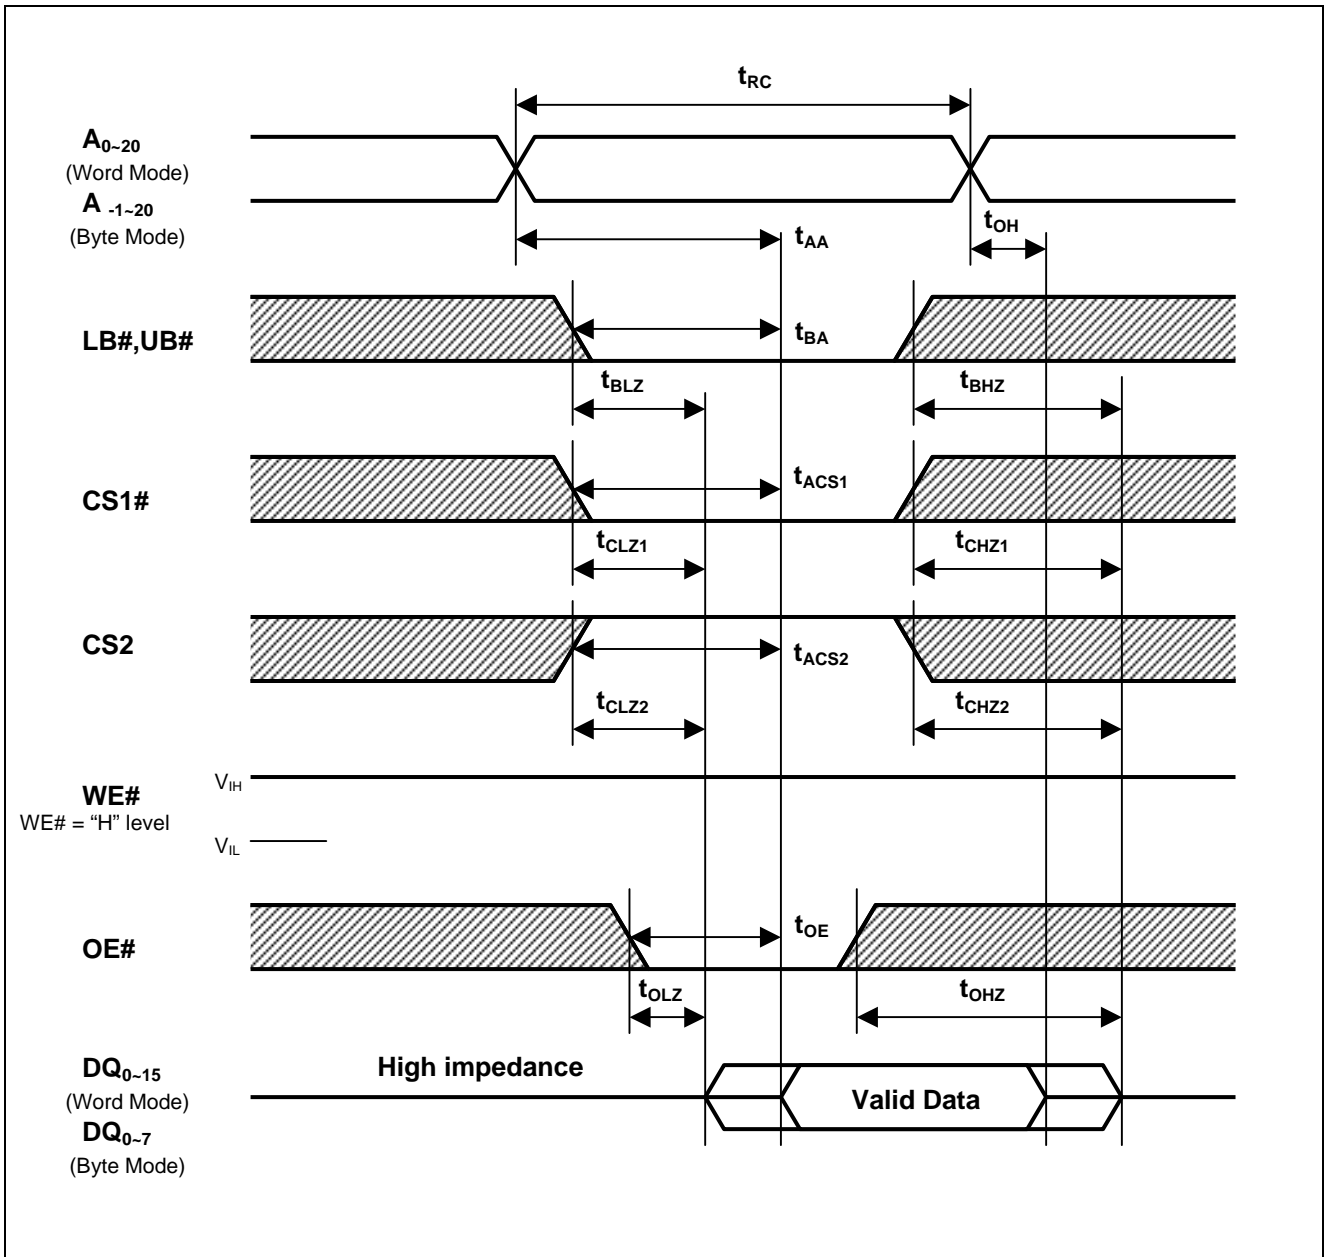 tRC
A0~20
(Word Mode)
A -1~20
(Byte Mode)
tOH
tAA
LB#,UB#
tBA
tBLZ
tBHZ
CS1#
tACS1
tCLZ1
tCHZ1
CS2
tACS2
tCLZ2
tCHZ2
VIH
WE#
WE# = “H” level
VIL
OE#
tOE
tOLZ
tOHZ
DQ0~15
High impedance
(Word Mode)
Valid Data
DQ0~7
(Byte Mode)